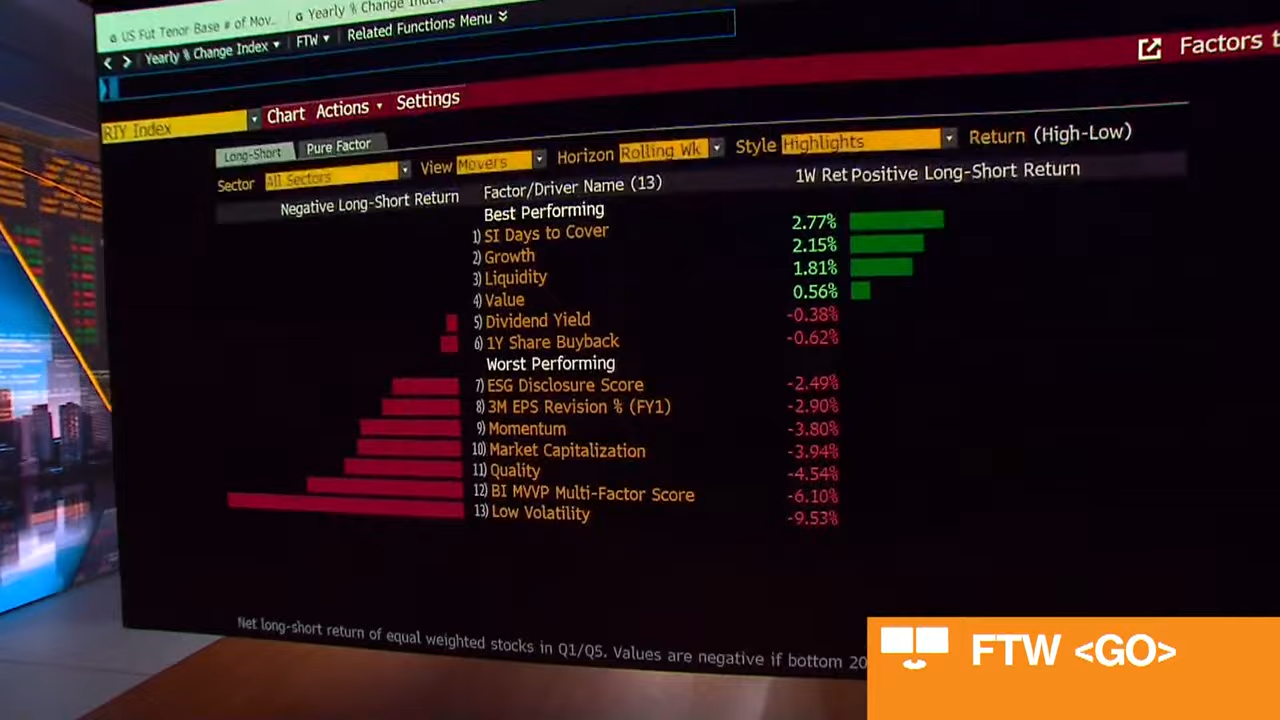 US Fut Tenor Base # of Mov.. Yearly % Change Index
Yearly % Change Index FTW Related Functions Menu
Factors t
RIY Index Chart Actions Settings
Long-Short Pure Factor
Sector All Sectors View Movers Horizon Rolling Wk Style Highlights Return (High-Low)
Negative Long-Short Return Factor/Driver Name (13) 1W Ret Positive Long-Short Return
Best Performing
1) SI Days to Cover 2.77%
2) Growth 2.15%
3) Liquidity 1.81%
4) Value 0.56%
5) Dividend Yield -0.38%
6) 1Y Share Buyback -0.62%
Worst Performing
7) ESG Disclosure Score -2.49%
8) 3M EPS Revision % (FY1) -2.90%
9) Momentum -3.80%
10) Market Capitalization -3.94%
11) Quality -4.54%
12) BI MVVP Multi-Factor Score -6.10%
13) Low Volatility -9.53%
Net long-short return of equal weighted stocks in Q1/Q5. Values are negative if bottom 20
FTW <GO>